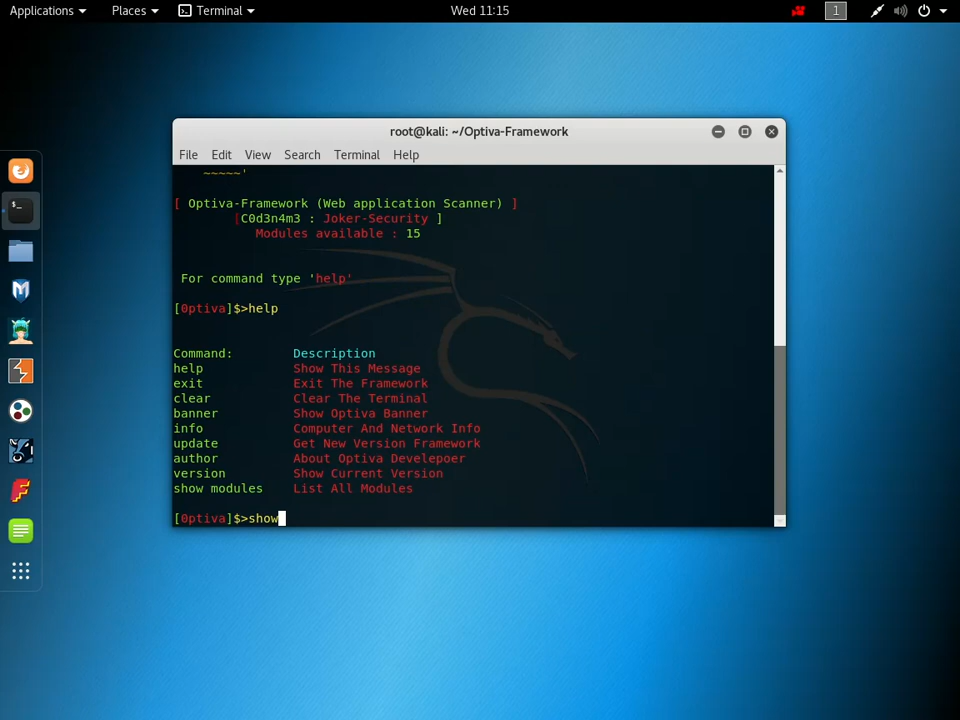 Applications Places Terminal Wed 11:15 1
root@kali: ~/Optiva-Framework
File Edit View Search Terminal Help
~~~~~'
[ Optiva-Framework (Web application Scanner) ]
[C0d3n4m3 : Joker-Security ]
Modules available : 15
For command type 'help'
[0ptiva]$>help
Command: Description
help Show This Message
exit Exit The Framework
clear Clear The Terminal
banner Show Optiva Banner
info Computer And Network Info
update Get New Version Framework
author About Optiva Develepoer
version Show Current Version
show modules List All Modules
[0ptiva]$>show